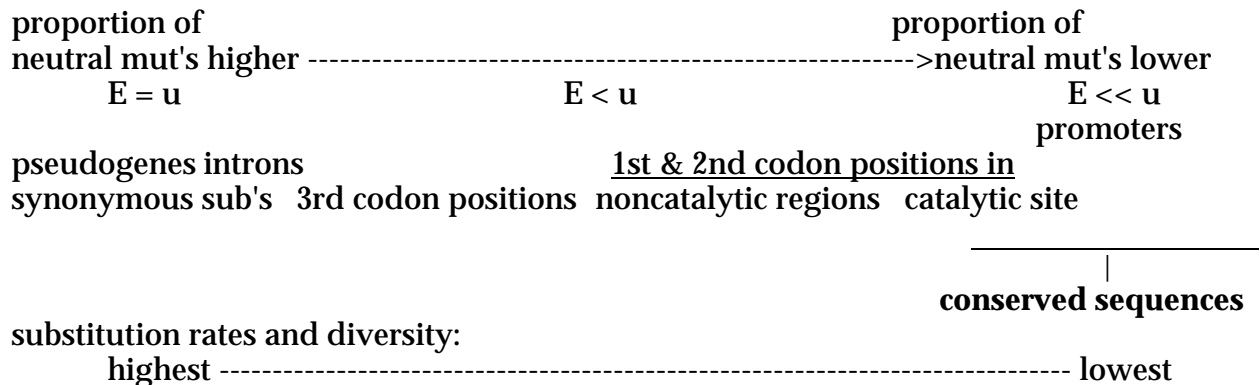 proportion of proportion of
neutral mut's higher --------------------------------------------------------->neutral mut's lower
E = u E < u E << u
promoters
pseudogenes introns 1st & 2nd codon positions in
synonymous sub's 3rd codon positions noncatalytic regions catalytic site
|
conserved sequences
substitution rates and diversity:
highest -------------------------------------------------------------------------------- lowest